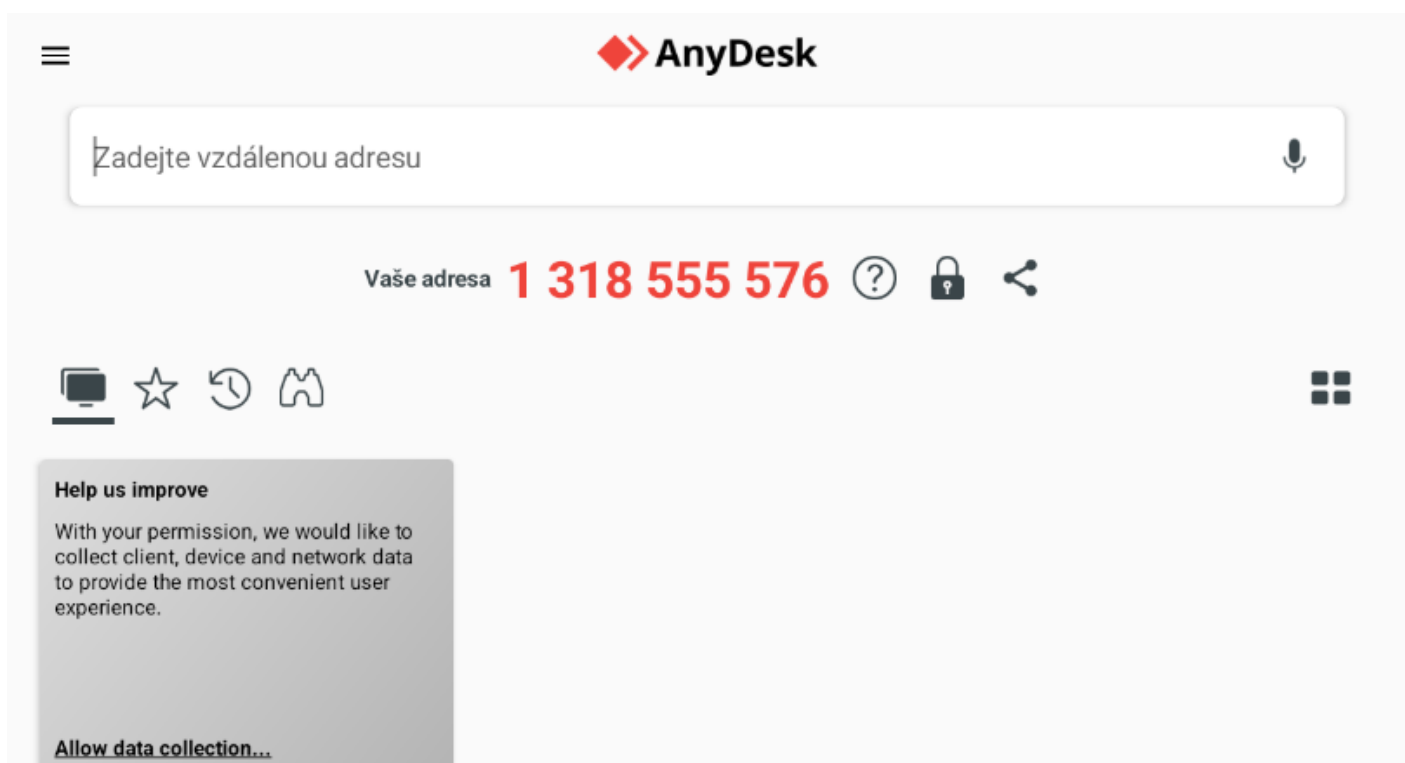 AnyDesk
Zadejte vzdálenou adresu
Vaše adresa 1 318 555 576
Help us improve
With your permission, we would like to
collect client, device and network data
to provide the most convenient user
experience.
Allow data collection...